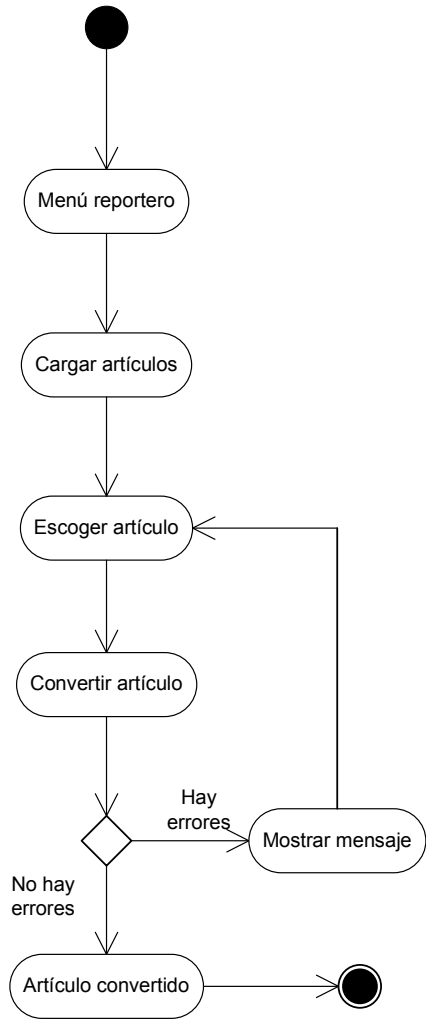 Menú reportero
Cargar artículos
Escoger artículo
Convertir artículo
Hay
errores
Mostrar mensaje
No hay
errores
Artículo convertido